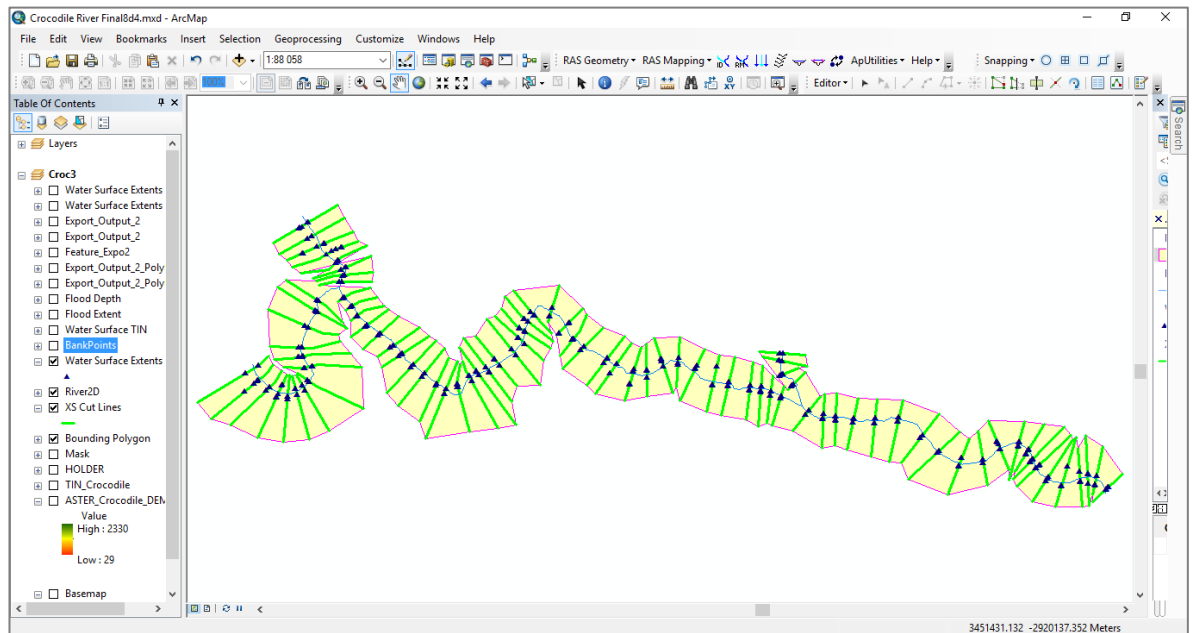 Crocodile River Final8d4.mxd - ArcMap
File Edit View Bookmarks Insert Selection Geoprocessing Customize Windows Help
1:88 058 RAS Geometry RAS Mapping ApUtilities Help Snapping
100% Editor
Table Of Contents
Search
Layers
Croc3
Water Surface Extents
Water Surface Extents
Export_Output_2
Export_Output_2
Feature_Expo2
Export_Output_2_Poly
Export_Output_2_Poly
Flood Depth
Flood Extent
Water Surface TIN
BankPoints
Water Surface Extents
River2D
XS Cut Lines
Bounding Polygon
Mask
HOLDER
TIN_Crocodile
ASTER_Crocodile_DEM
Value
High : 2330
Low : 29
Basemap
3451431.132 -2920137.352 Meters